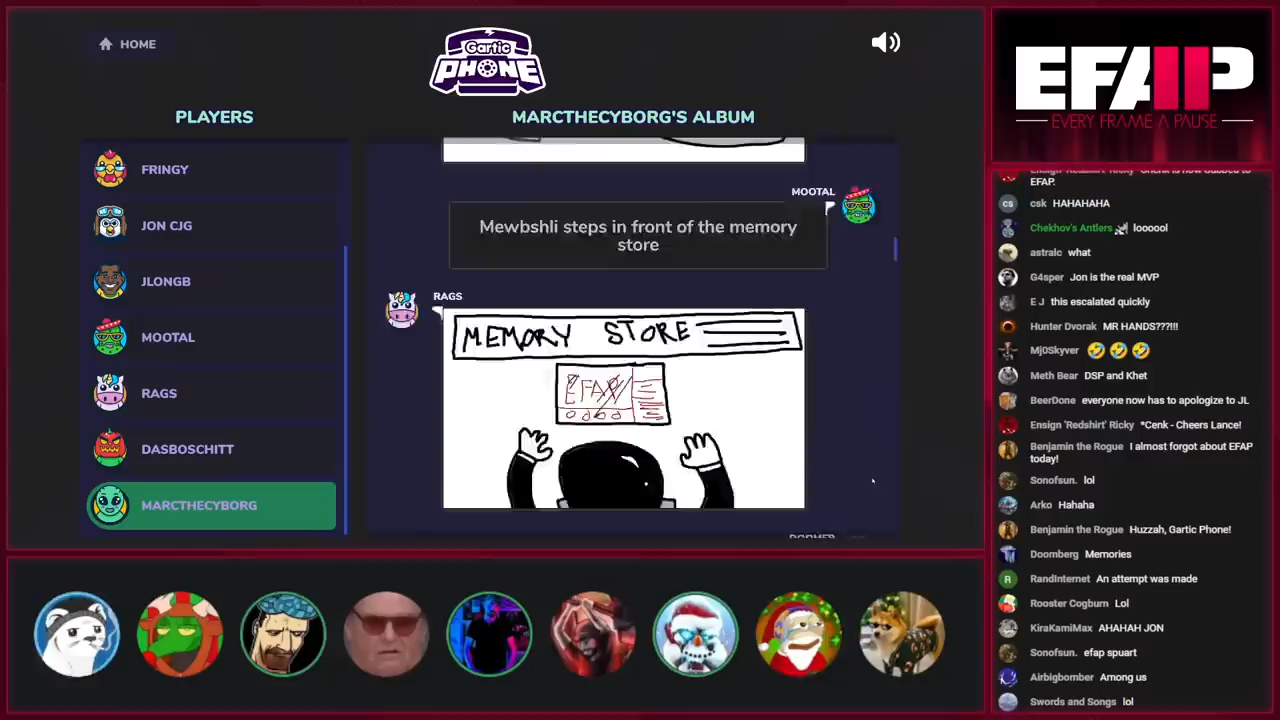 HOME
Gartic
PHONE
PLAYERS
FRINGY
JON CJG
JLONGB
MOOTAL
RAGS
DASBOSCHITT
MARCTHECYBORG
MARCTHECYBORG'S ALBUM
MOOTAL
Mewbshli steps in front of the memory
store
RAGS
MEMORY STORE
EFAP
EFAP
EVERY FRAME A PAUSE
EFAP.
csk HAHAHAHA
Chekhov's Antlers loooool
astralc what
G4sper Jon is the real MVP
E J this escalated quickly
Hunter Dvorak MR HANDS???!!!
Mj0Skyver 🤣 🤣 🤣
Meth Bear DSP and Khet
BeerDone everyone now has to apologize to JL
Ensign 'Redshirt' Ricky *Cenk - Cheers Lance!
Benjamin the Rogue I almost forgot about EFAP
today!
Sonofsun. lol
Arko Hahaha
Benjamin the Rogue Huzzah, Gartic Phone!
Doomberg Memories
R RandInternet An attempt was made
Rooster Cogburn Lol
KiraKamiMax AHAHAH JON
Sonofsun. efap spuart
Airbigbomber Among us
Swords and Songs lol